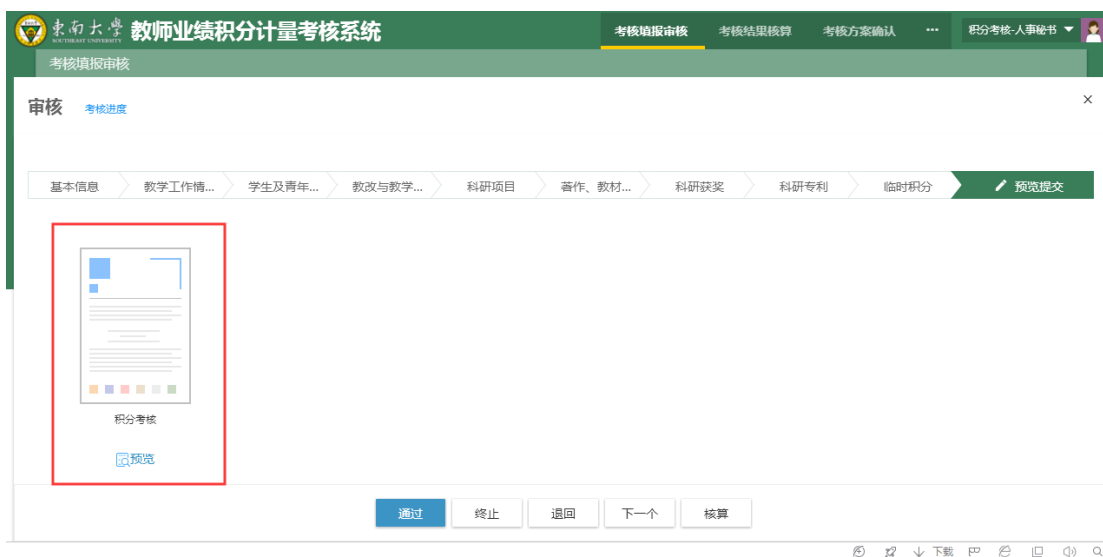 東南大學 教师业绩积分计量考核系统 考核填报审核 考核结果核算 考核方案确认 ··· 积分考核-人事秘书
SOUTHEAST UNIVERSITY
考核填报审核
审核 考核进度 ×
基本信息 教学工作情... 学生及青年... 教改与教学... 科研项目 著作、教材... 科研获奖 科研专利 临时积分 预览提交
积分考核
预览
通过 终止 退回 下一个 核算
下载